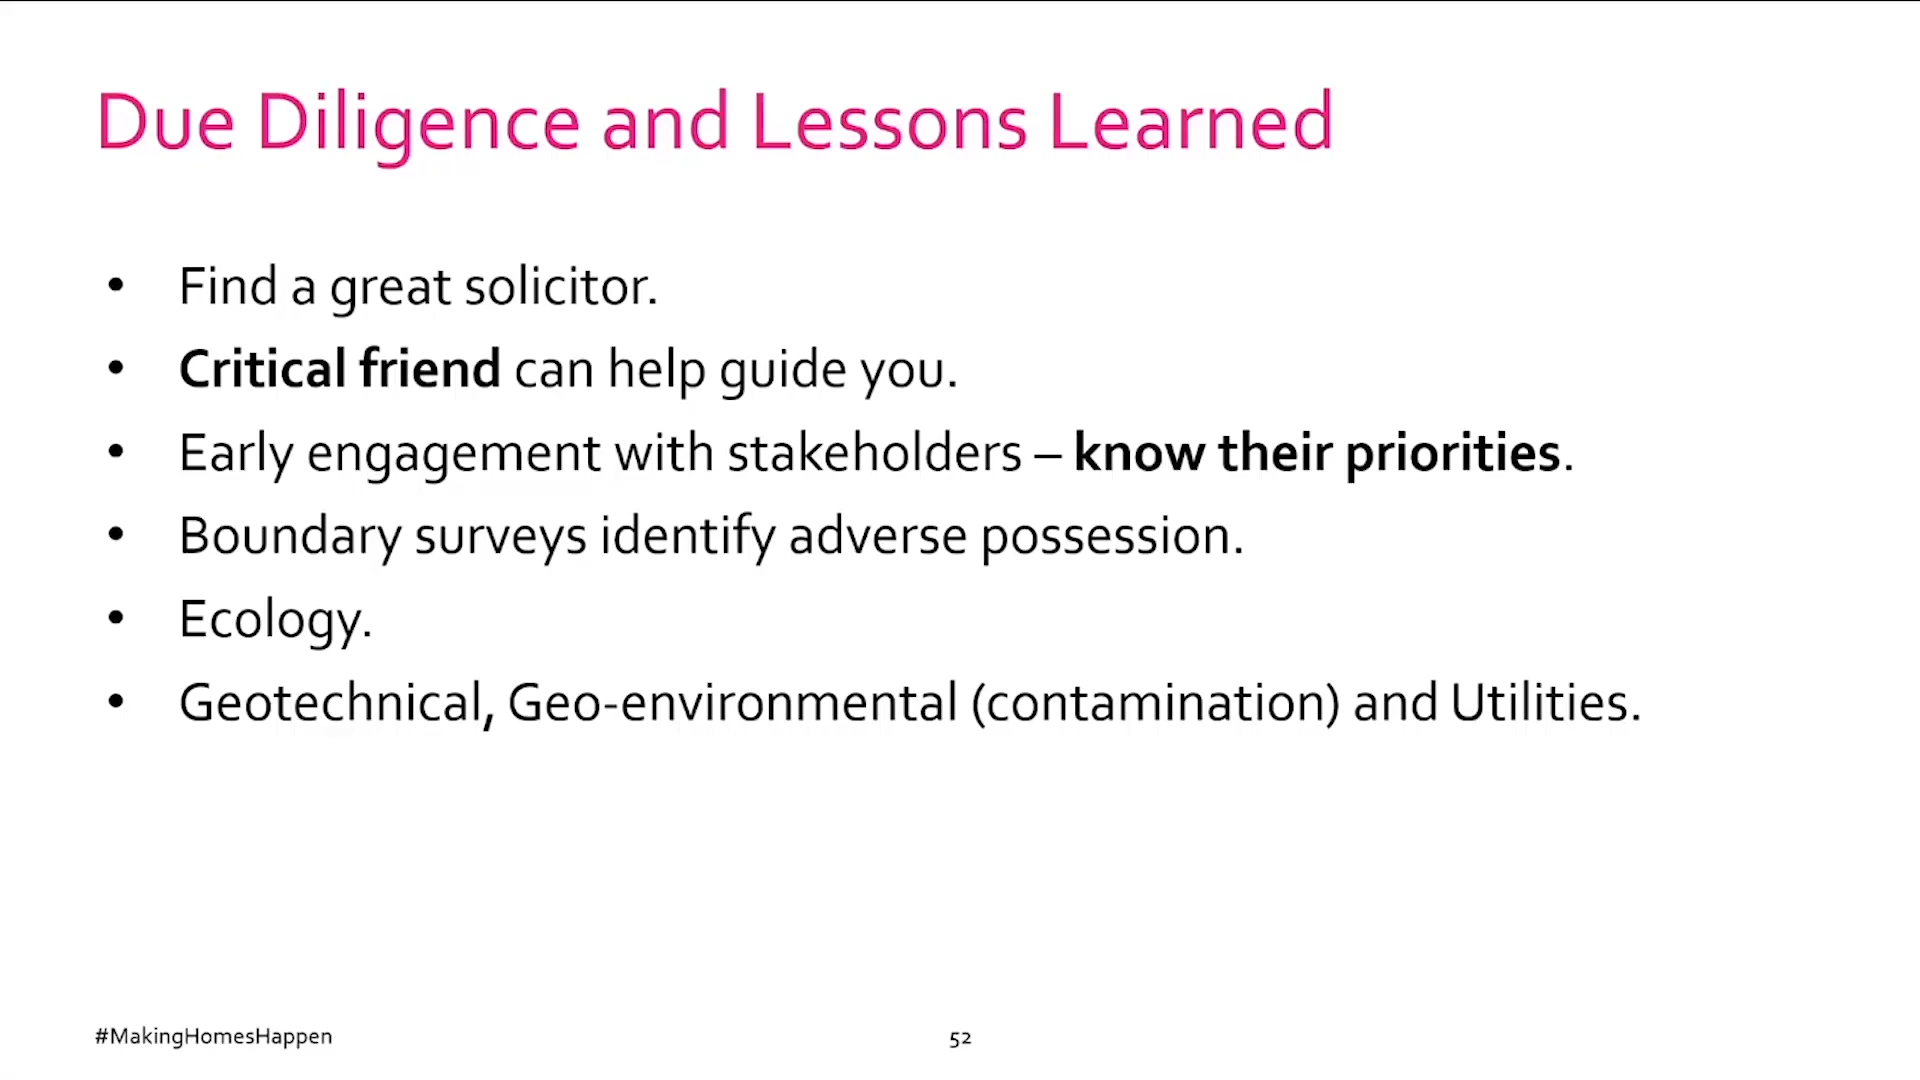 Due Diligence and Lessons Learned
• Find a great solicitor.
• Critical friend can help guide you.
• Early engagement with stakeholders – know their priorities.
• Boundary surveys identify adverse possession.
• Ecology.
• Geotechnical, Geo-environmental (contamination) and Utilities.
#MakingHomesHappen
52